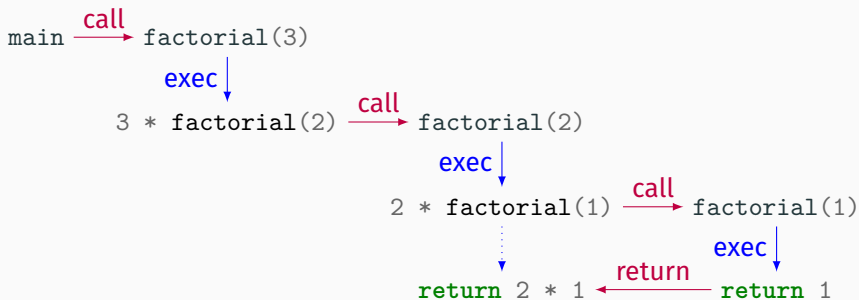 call
main factorial(3)
exec
call
3 * factorial(2) factorial(2)
exec
call
2 * factorial(1) factorial(1)
exec
return
return 2 * 1 return 1